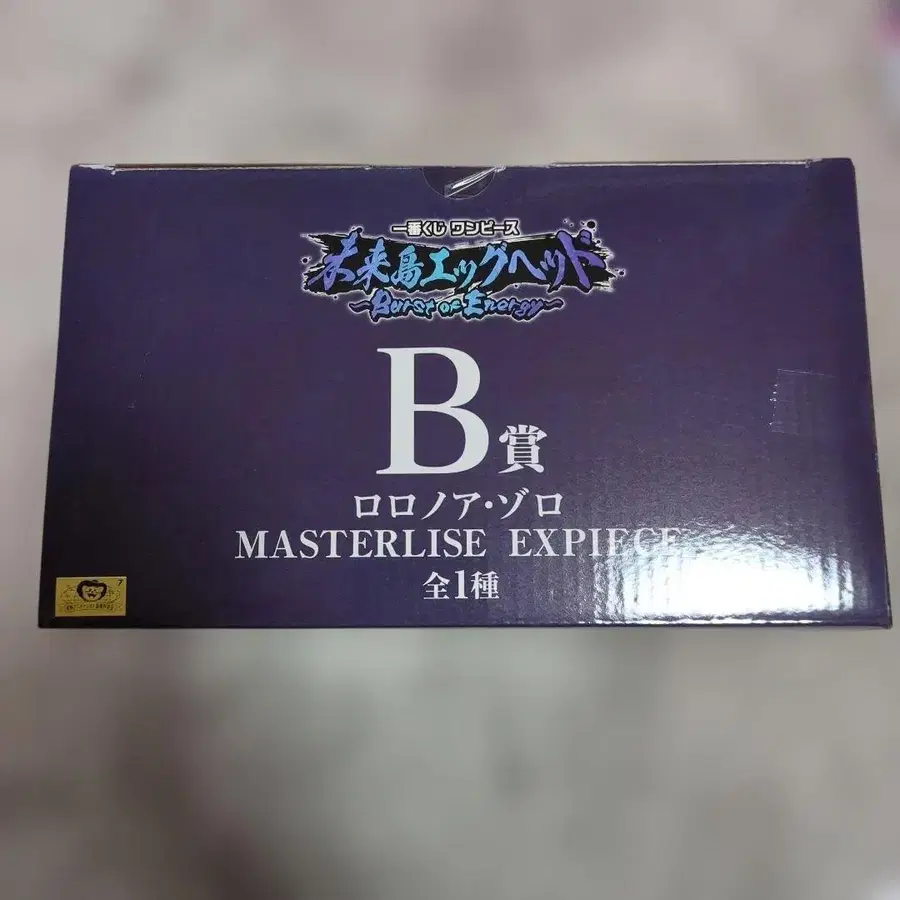 一番くじ ワンピース
未来島エッグヘッド
~Burst of Energy~
B賞
ロロノア・ゾロ
MASTERLISE EXPIECE
全1種
7